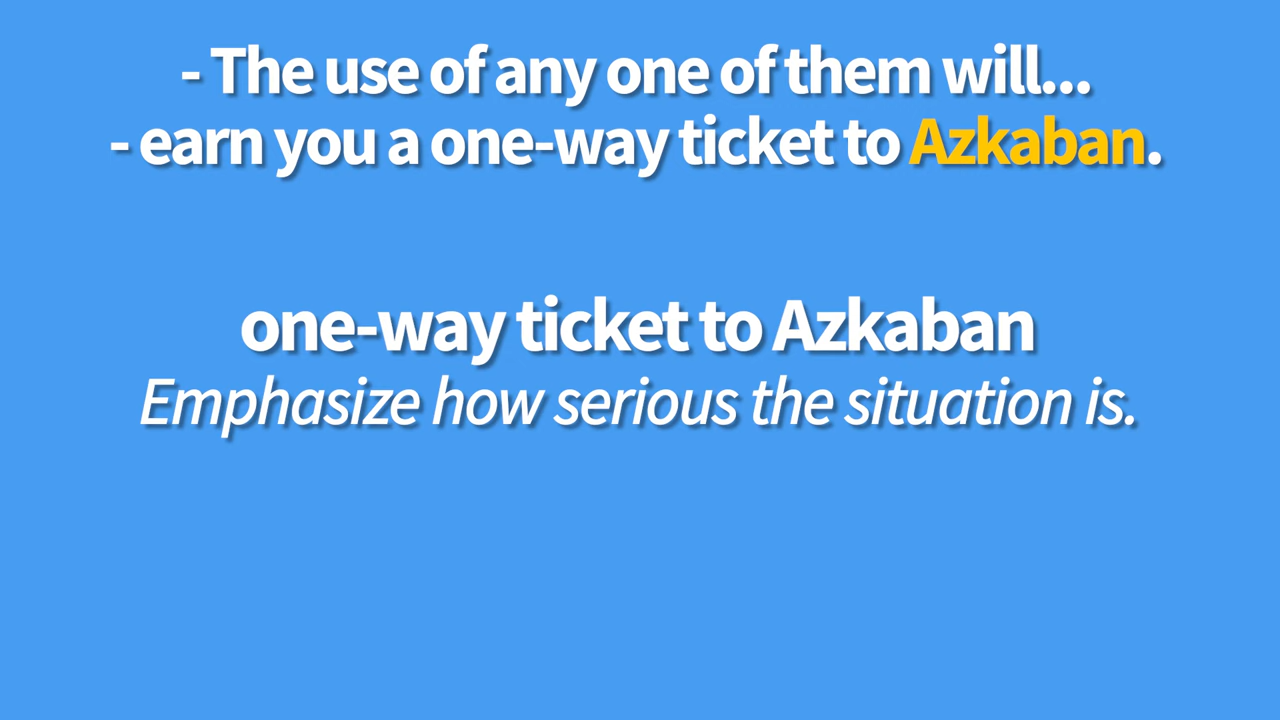 - The use of any one of them will...
- earn you a one-way ticket to Azkaban.
one-way ticket to Azkaban
Emphasize how serious the situation is.